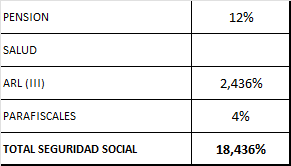 PENSION 12%
SALUD
ARL (III) 2,436%
PARAFISCALES 4%
TOTAL SEGURIDAD SOCIAL 18,436%